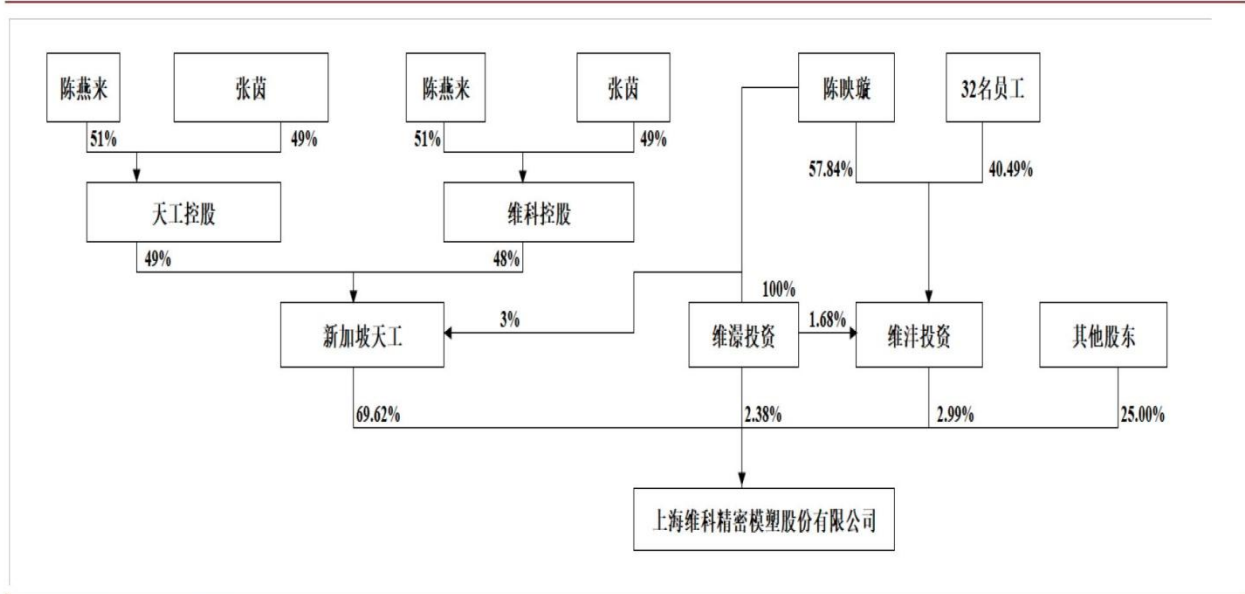 陈燕来
张茵
陈燕来
张茵
陈映璇
32名员工
51%
49%
51%
49%
57.84%
40.49%
天工控股
维科控股
49%
48%
100%
新加坡天工
3%
维濛投资
1.68%
维沣投资
其他股东
69.62%
2.38%
2.99%
25.00%
上海维科精密模塑股份有限公司